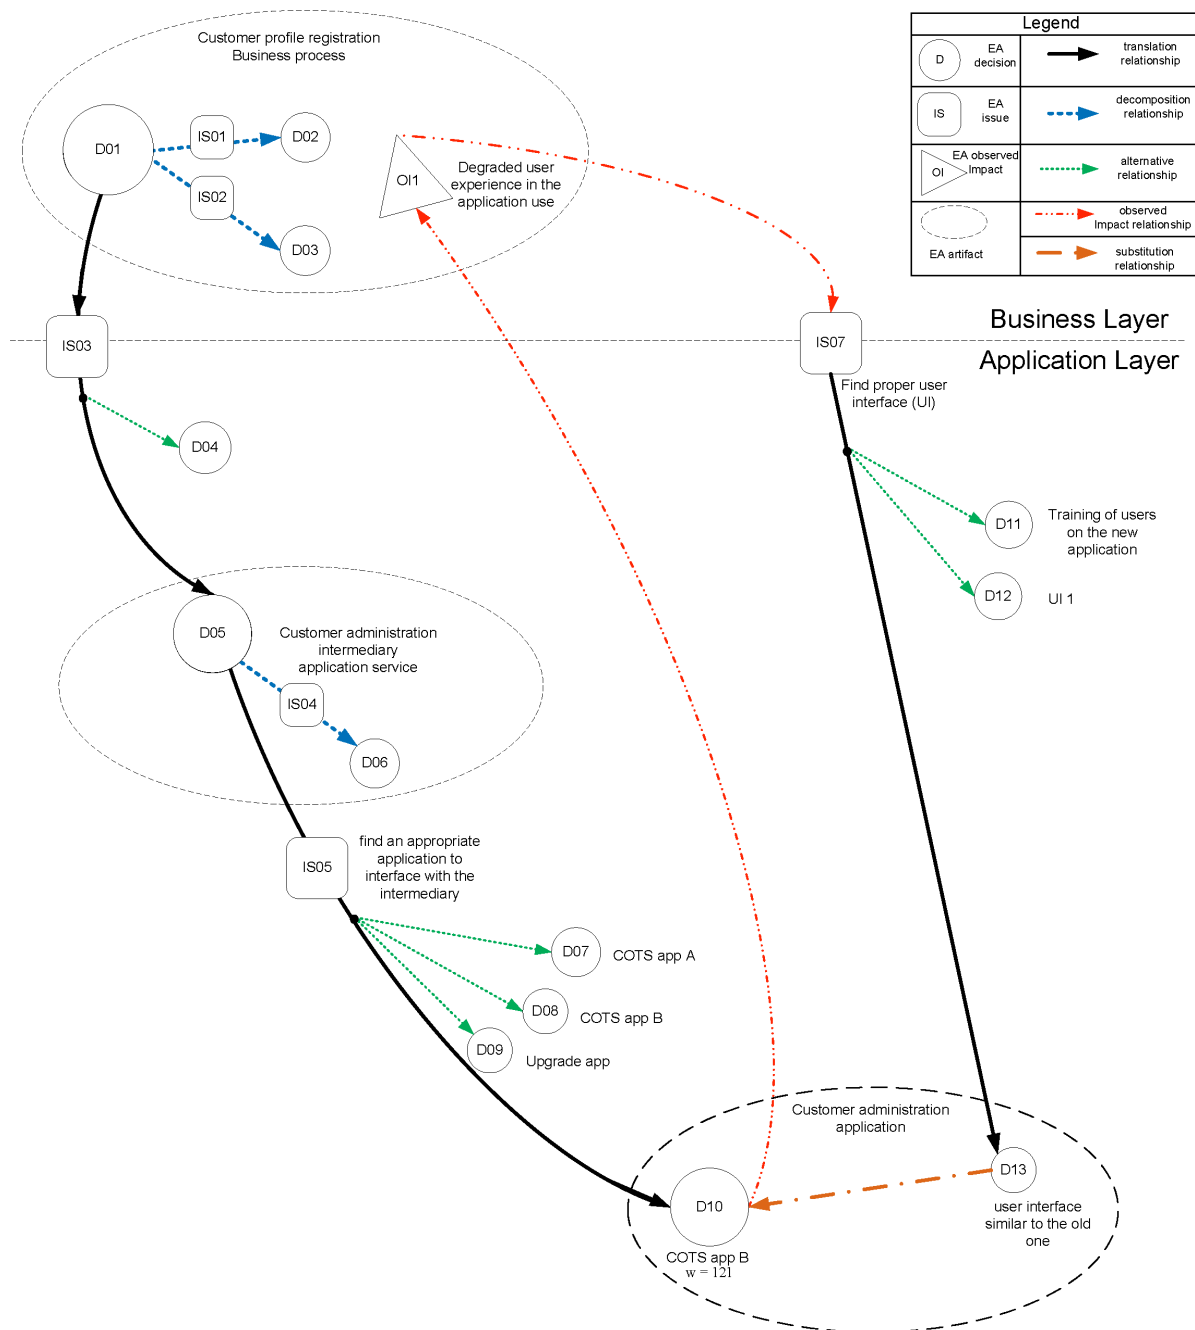 Customer profile registration
Business process
D01
IS01
D02
IS02
D03
OI1
Degraded user
experience in the
application use
Legend
D
EA
decision
translation
relationship
IS
EA
issue
decomposition
relationship
OI
EA observed
Impact
alternative
relationship
EA artifact
observed
Impact relationship
substitution
relationship
IS03
IS07
Business Layer
Application Layer
Find proper user
interface (UI)
D04
D11
Training of users
on the new
application
D12
UI 1
D05
Customer administration
intermediary
application service
IS04
D06
IS05
find an appropriate
application to
interface with the
intermediary
D07
COTS app A
D08
COTS app B
D09
Upgrade app
Customer administration
application
D10
COTS app B
w = 121
D13
user interface
similar to the old
one